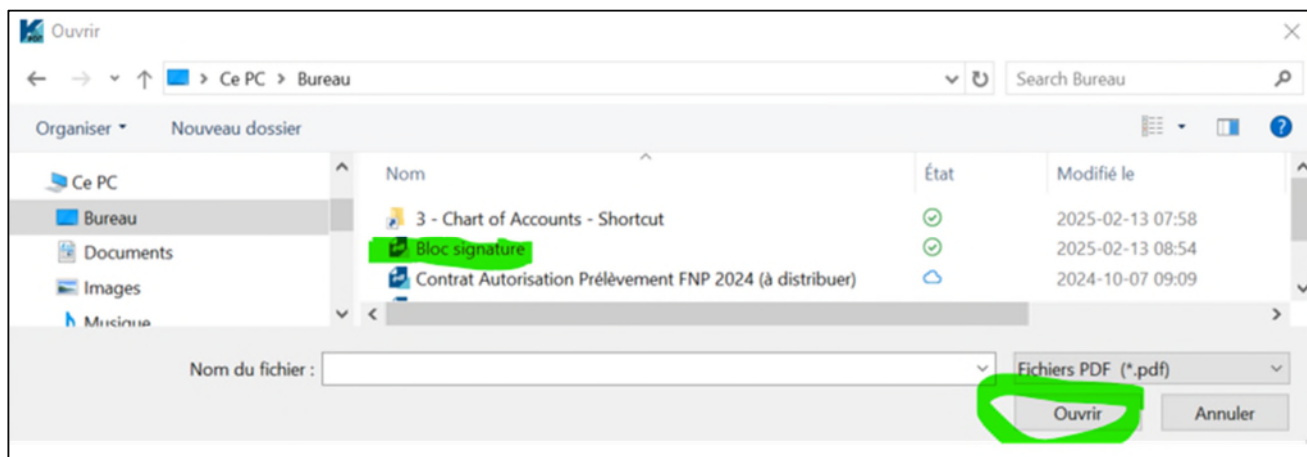 Ouvrir
Ce PC > Bureau
Search Bureau
Organiser
Nouveau dossier
Nom
État
Modifié le
Ce PC
Bureau
Documents
Images
Musique
3 - Chart of Accounts - Shortcut
2025-02-13 07:58
Bloc signature
2025-02-13 08:54
Contrat Autorisation Prélèvement FNP 2024 (à distribuer)
2024-10-07 09:09
Nom du fichier :
Fichiers PDF (*.pdf)
Ouvrir
Annuler